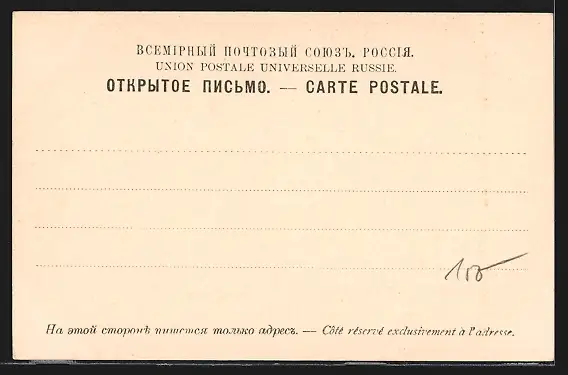 ВСЕМІРНЫЙ ПОЧТОВЫЙ СОЮЗЪ. РОССІЯ.
UNION POSTALE UNIVERSELLE RUSSIE.
ОТКРЫТОЕ ПИСЬМО. — CARTE POSTALE.
100
На этой сторонѣ пишется только адресъ. — Côté réservé exclusivement à l'adresse.